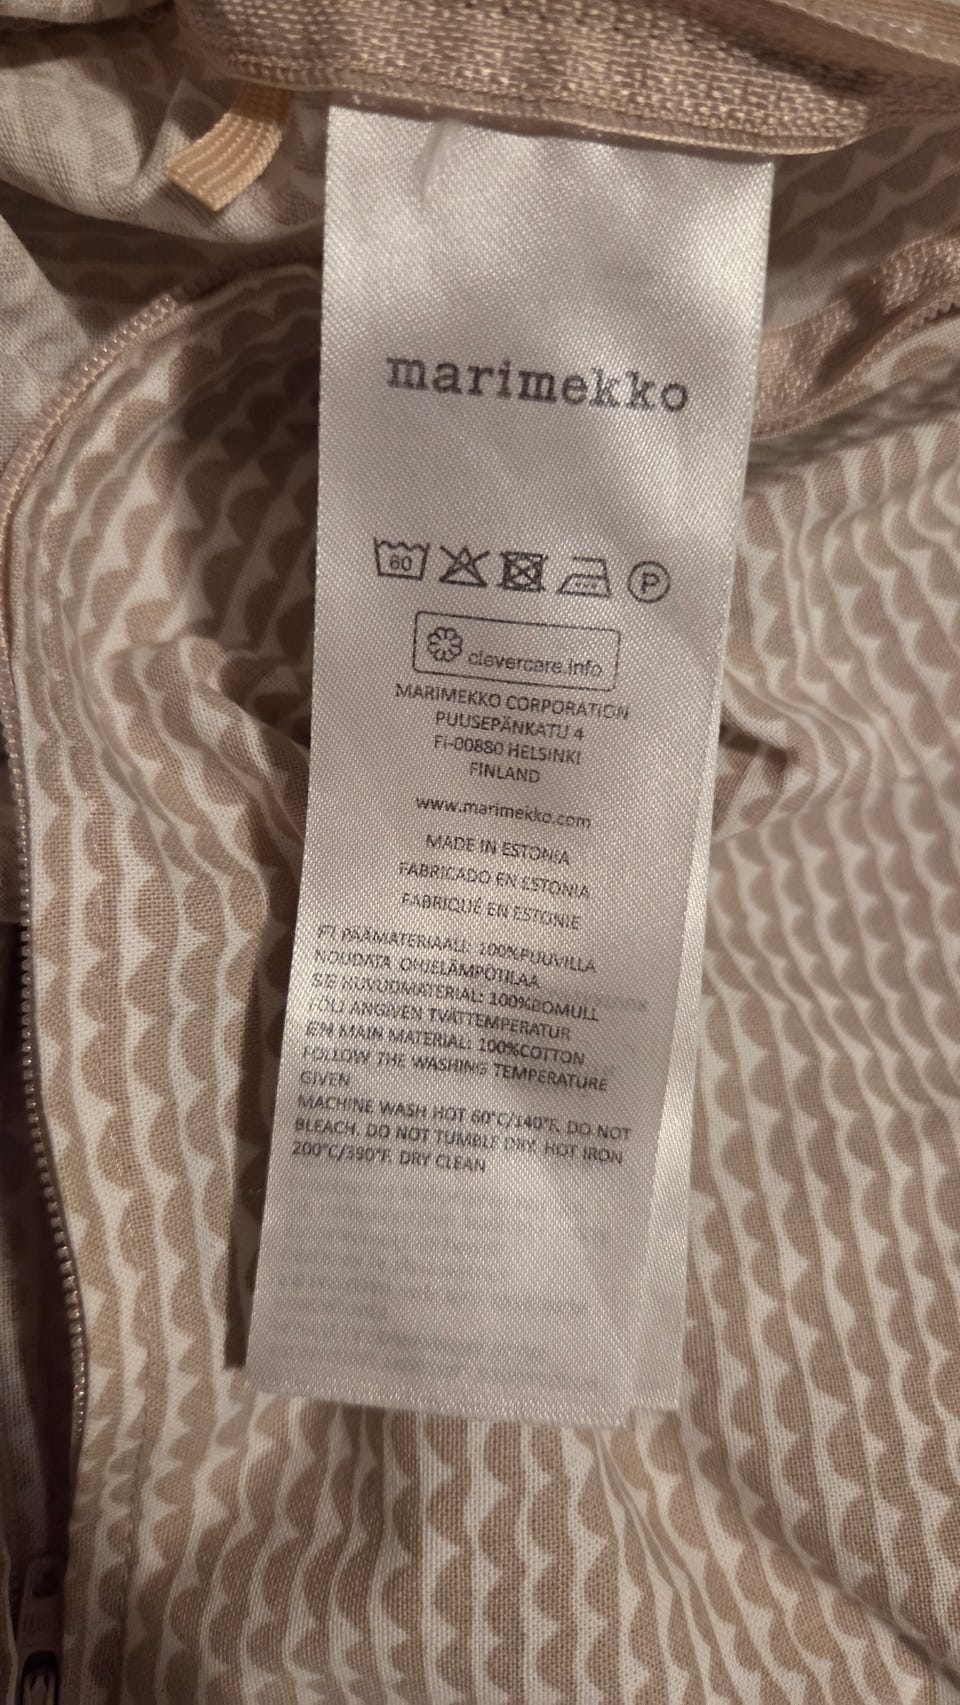 marimekko
60
P
clevercare.info
MARIMEKKO CORPORATION
PUUSEPÄNKATU 4
FI-00880 HELSINKI
FINLAND
www.marimekko.com
MADE IN ESTONIA
FABRICADO EN ESTONIA
FABRIQUÉ EN ESTONIE
FI PÄÄMATERIAALI: 100%PUUVILLA
NOUDATA OHJELÄMPÖTILAA
SE HUVUDMATERIAL: 100%BOMULL
FÖLJ ANGIVEN TVÄTTEMPERATUR
EN MAIN MATERIAL: 100%COTTON
FOLLOW THE WASHING TEMPERATURE
GIVEN
MACHINE WASH HOT 60°C/140°F. DO NOT
BLEACH. DO NOT TUMBLE DRY. HOT IRON
200°C/390°F. DRY CLEAN